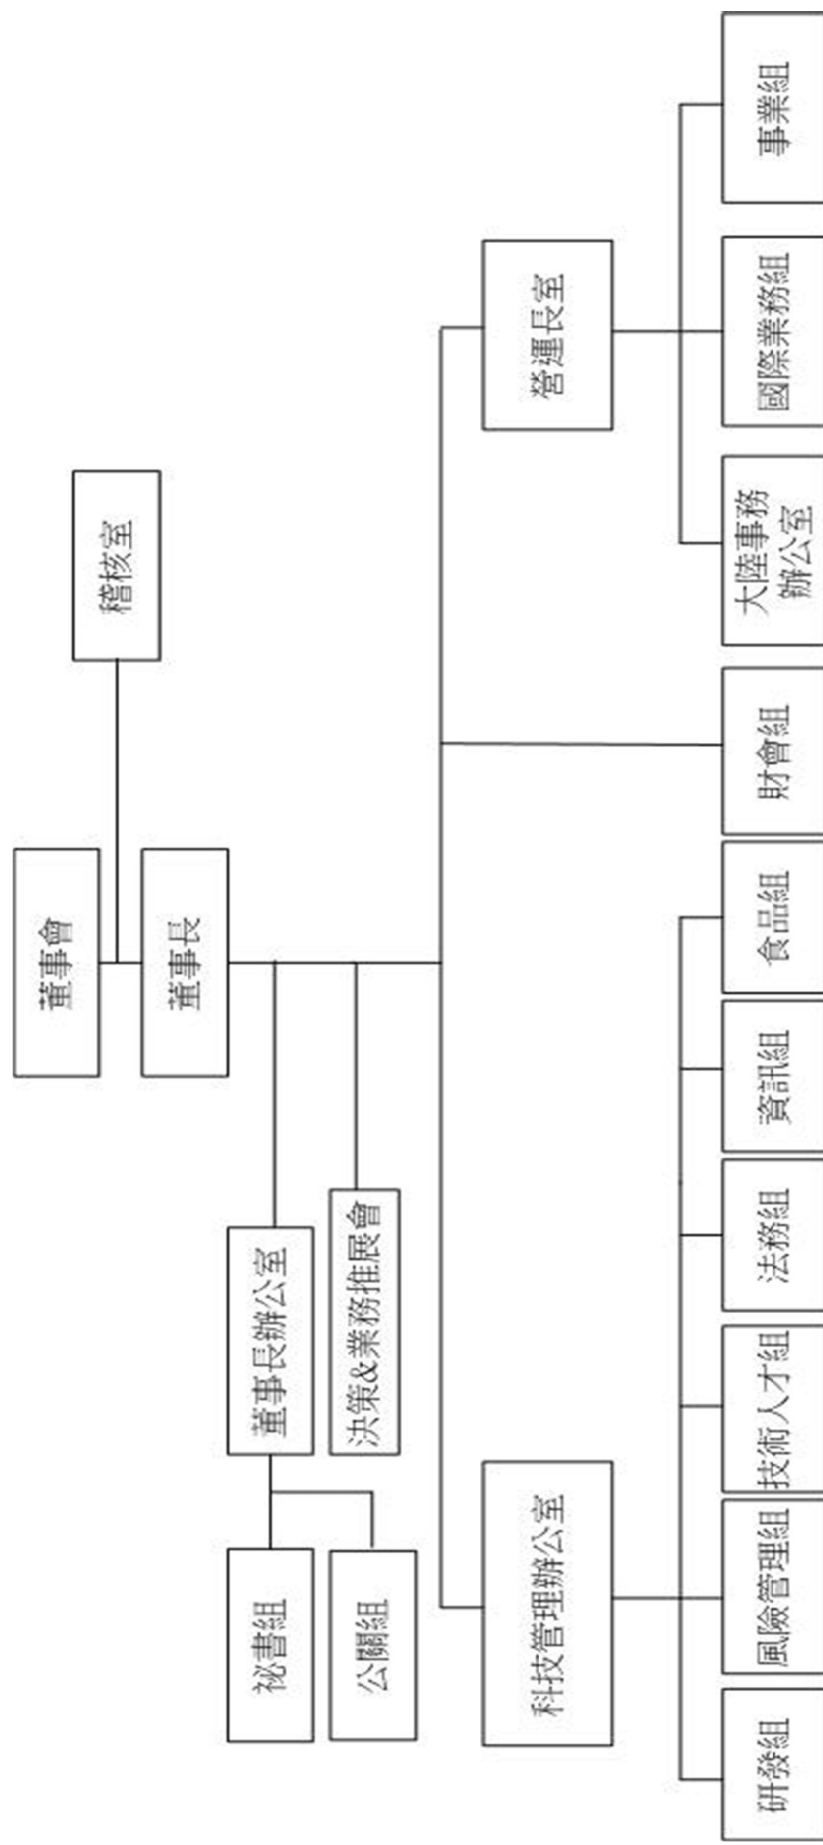 董事會
稽核室
董事長
董事長辦公室
祕書組
公關組
決策&業務推展會
科技管理辦公室
營運長室
研發組
風險管理組
技術人才組
法務組
資訊組
食品組
財會組
大陸事務
辦公室
國際業務組
事業組